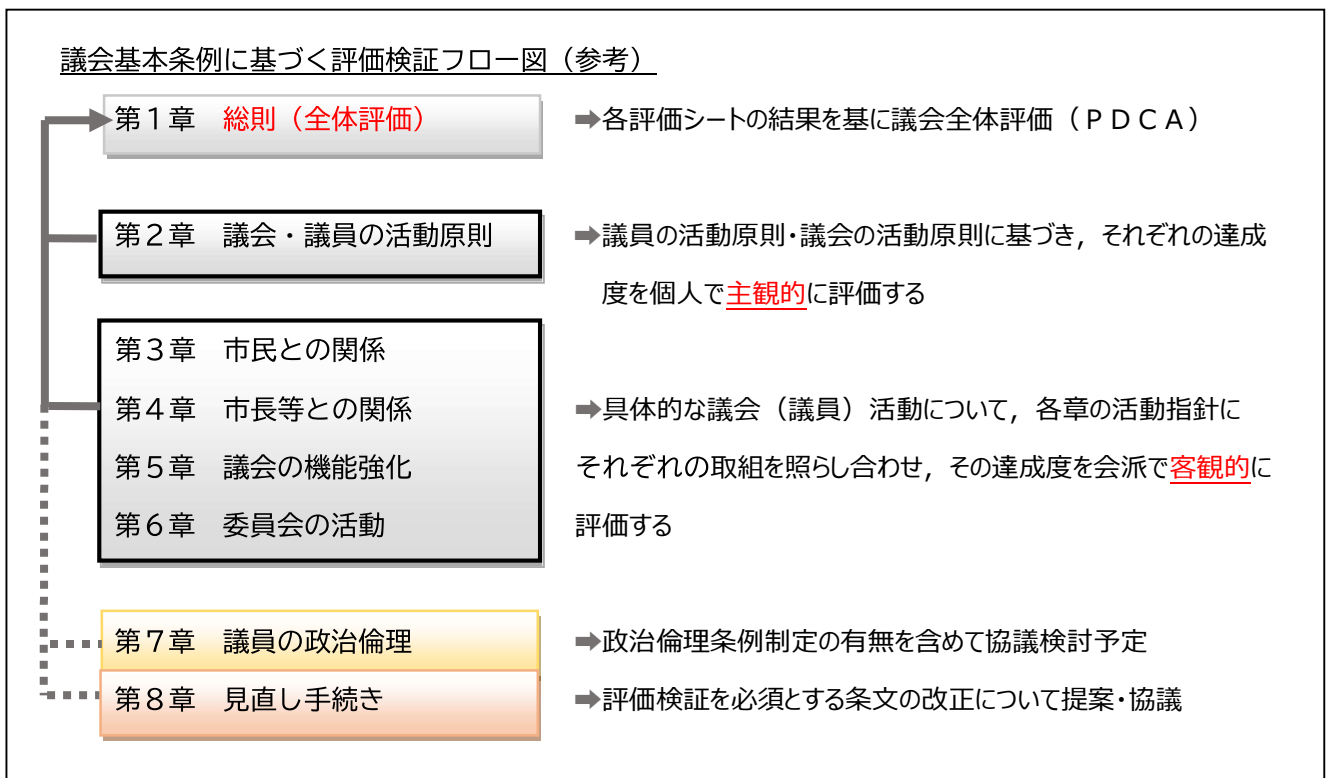 議会基本条例に基づく評価検証フロー図（参考）
第１章　総則（全体評価）　➡各評価シートの結果を基に議会全体評価（ＰＤＣＡ）
第２章　議会・議員の活動原則　➡議員の活動原則・議会の活動原則に基づき，それぞれの達成
度を個人で主観的に評価する
第３章　市民との関係
第４章　市長等との関係　➡具体的な議会（議員）活動について，各章の活動指針に
第５章　議会の機能強化　それぞれの取組を照らし合わせ，その達成度を会派で客観的に
第６章　委員会の活動　評価する
第７章　議員の政治倫理　➡政治倫理条例制定の有無を含めて協議検討予定
第８章　見直し手続き　➡評価検証を必須とする条文の改正について提案・協議